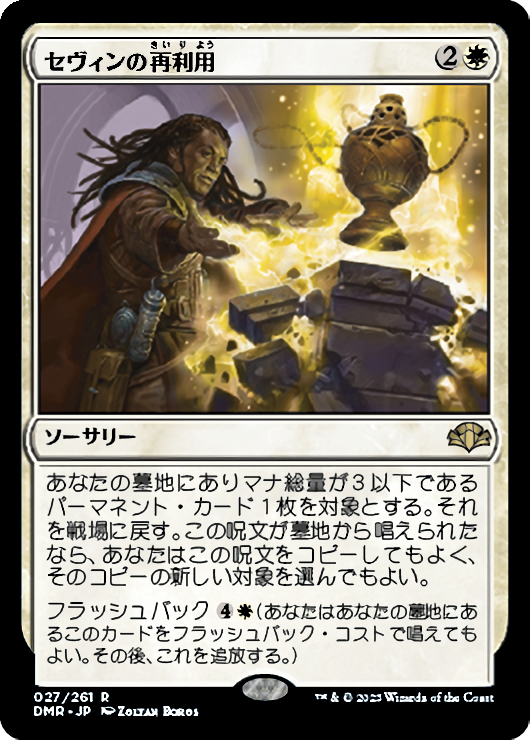 セヴィンの再利用
さいりよう
2
ソーサリー
あなたの墓地にありマナ総量が3以下である
パーマネント・カード1枚を対象とする。それ
を戦場に戻す。この呪文が墓地から唱えられた
なら、あなたはこの呪文をコピーしてもよく、
そのコピーの新しい対象を選んでもよい。
フラッシュバック 4(あなたはあなたの墓地にあ
るこのカードをフラッシュバック・コストで唱えても
よい。その後、これを追放する。)
027/261 R
DMR・JP Zoltan Boros
™ & © 2023 Wizards of the Coast